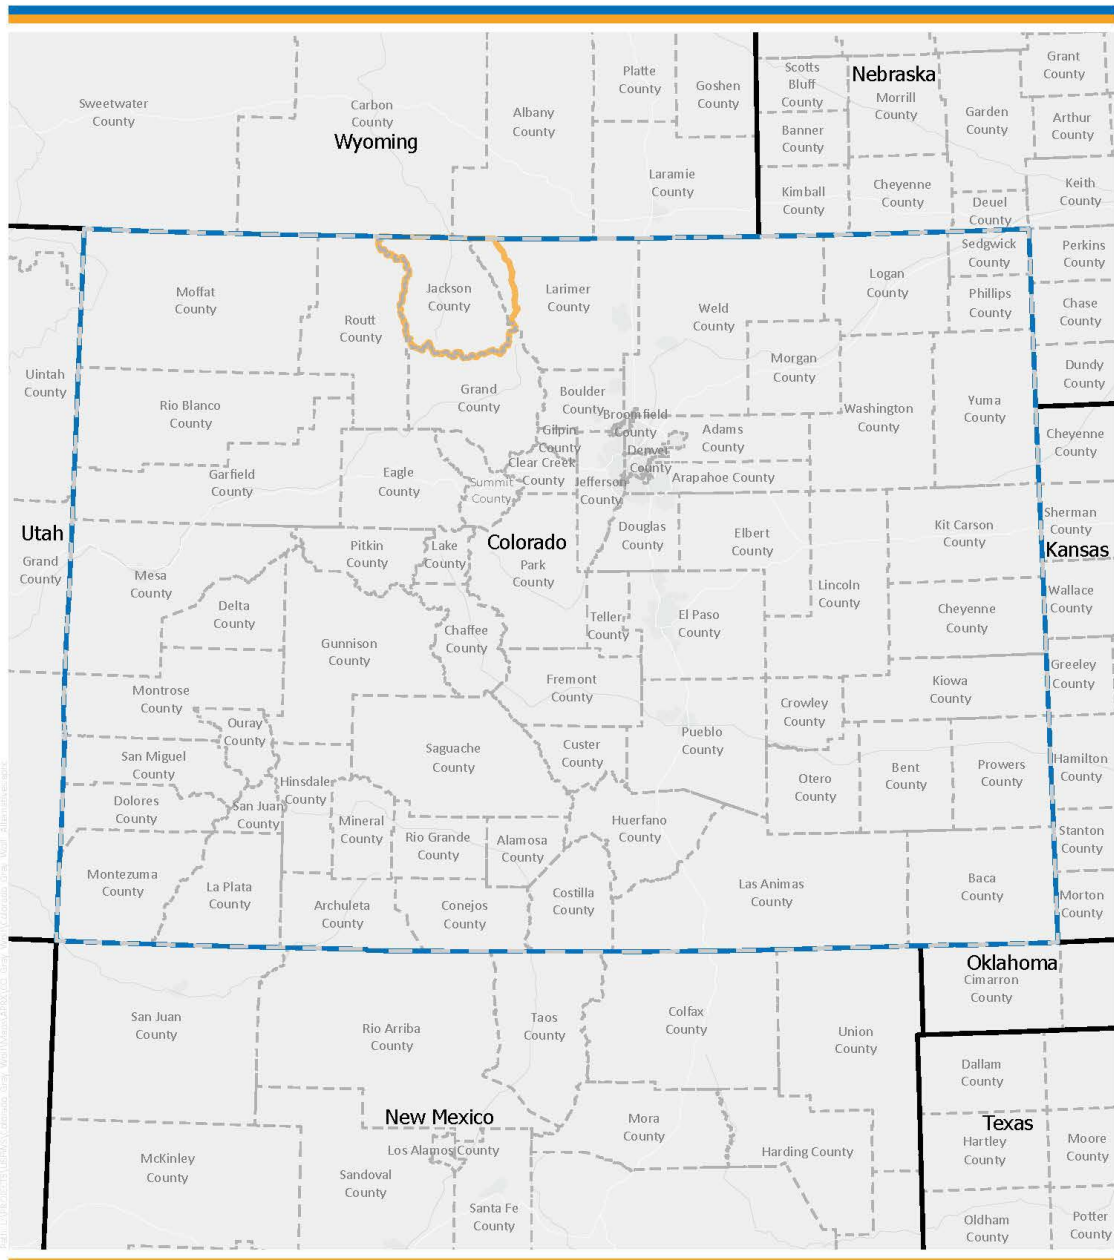 Grant
County
Platte
County
Scotts
Bluff
County
Nebraska
Goshen
County
Morrill
County
Sweetwater
County
Carbon
County
Albany
County
Garden
County
Arthur
County
Banner
County
Wyoming
Laramie
County
Kimball
County
Cheyenne
County
Keith
County
Deuel
County
Sedgwick
County
Perkins
County
Moffat
County
Jackson
County
Larimer
County
Logan
County
Phillips
County
Chase
County
Routt
County
Weld
County
Morgan
County
Dundy
County
Uintah
County
Rio Blanco
County
Grand
County
Boulder
County
Broomfield
County
Washington
County
Yuma
County
Gilpin
County
Adams
County
Cheyenne
County
Denver
County
Clear Creek
County
Garfield
County
Eagle
County
Summit
County
Jefferson
County
Arapahoe County
Utah
Grand
County
Colorado
Park
County
Douglas
County
Elbert
County
Kit Carson
County
Sherman
County
Kansas
Pitkin
County
Lake
County
Mesa
County
Lincoln
County
Wallace
County
Delta
County
Teller
County
El Paso
County
Cheyenne
County
Chaffee
County
Gunnison
County
Greeley
County
Fremont
County
Kiowa
County
Montrose
County
Crowley
County
Ouray
County
Pueblo
County
Saguache
County
Custer
County
San Miguel
County
Hamilton
County
Otero
County
Bent
County
Prowers
County
Hinsdale
County
Dolores
County
San Juan
County
Mineral
County
Rio Grande
County
Alamosa
County
Huerfano
County
Stanton
County
Montezuma
County
La Plata
County
Archuleta
County
Conejos
County
Costilla
County
Las Animas
County
Baca
County
Morton
County
Oklahoma
Cimarron
County
San Juan
County
Rio Arriba
County
Taos
County
Colfax
County
Union
County
Dallam
County
New Mexico
Mora
County
Texas
Hartley
County
Moore
County
McKinley
County
Los Alamos County
Harding County
Sandoval
County
Santa Fe
County
Oldham
County
Potter
County